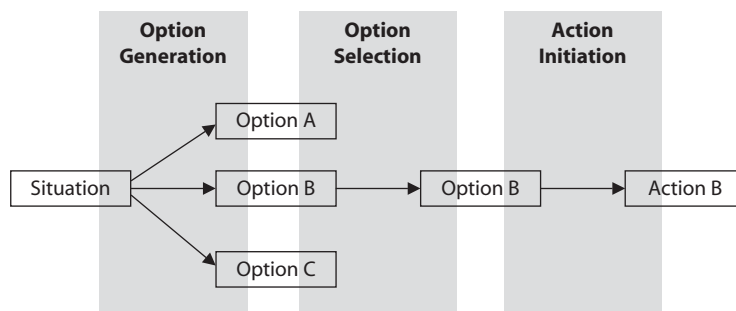 Option
Generation
Option
Selection
Action
Initiation
Option A
Situation
Option B
Option B
Action B
Option C